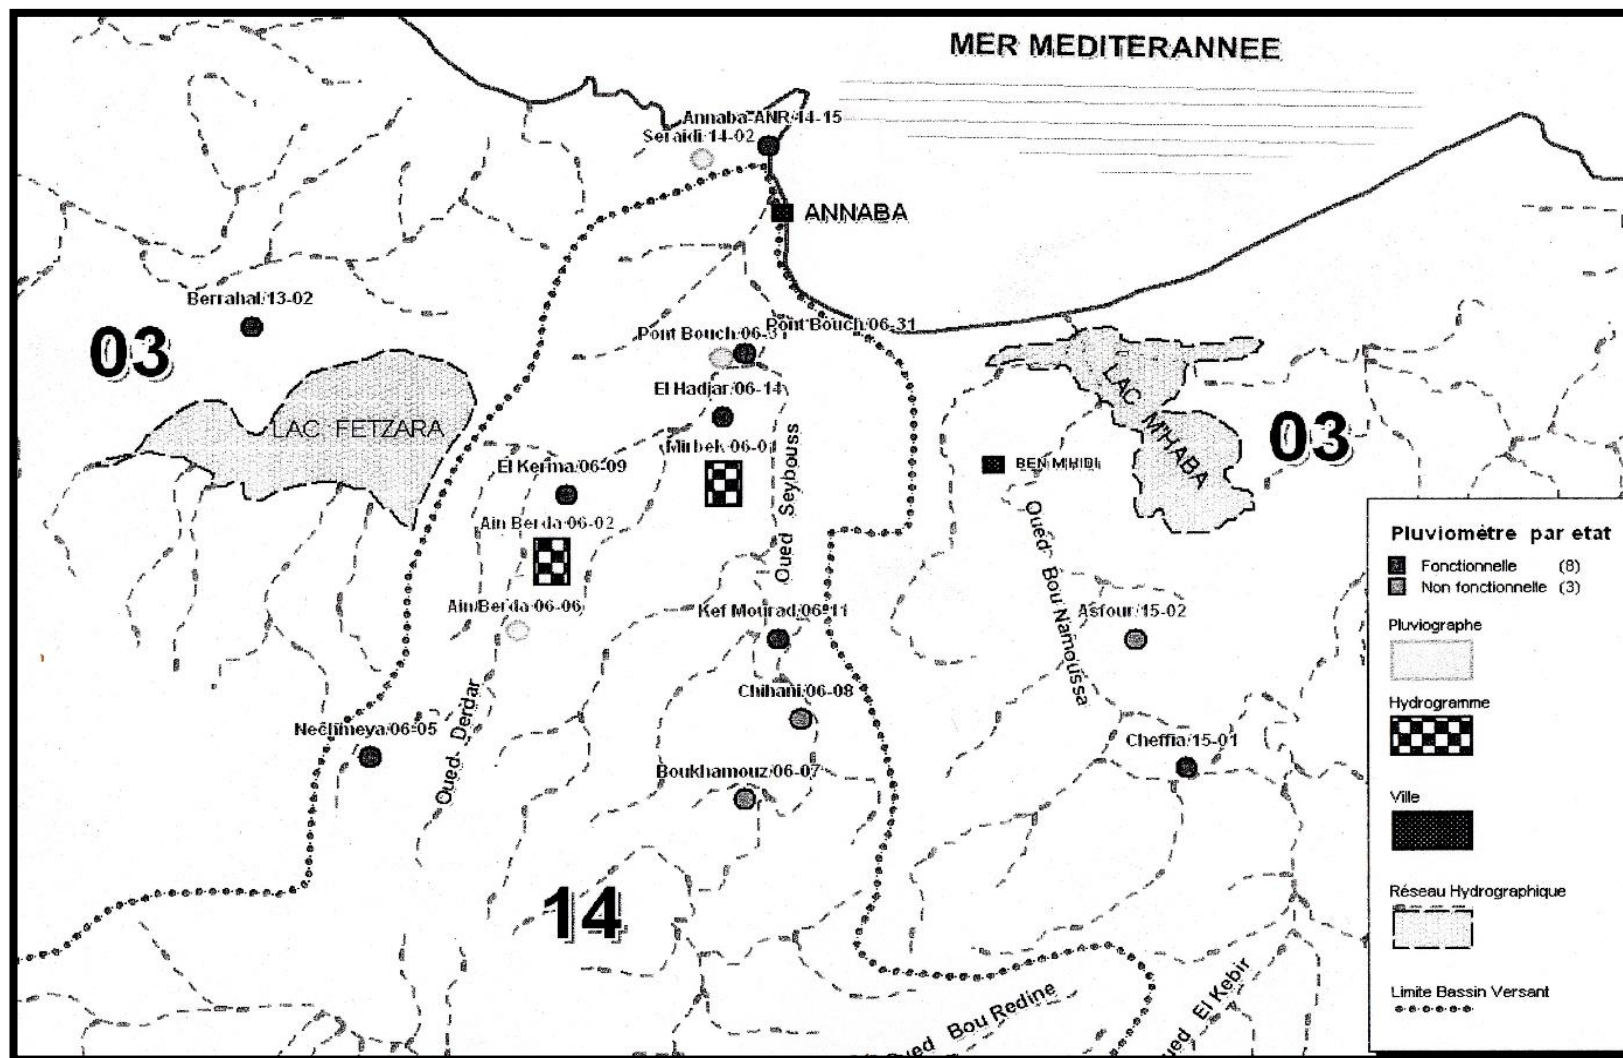 MER MEDITERANNEE
Annaba-ANR/14-15
Seraidi/14-02
ANNABA
Berrahal/13-02
03
Pont Bouch/06-31
Pont Bouch/06-31
El Hadjar/06-14
LAC FETZARA
LAC M'HABA
03
Mirbek/06-01
El Kerma/06-09
BEN M'HIDI
Oued Seybouss
Ain Berda/06-02
Oued Bou Namoussa
Ain/Berda/06-06
Kef Mourad/06-11
Asfour/15-02
Chihani/06-08
Nechmeya/06-05
Oued Derdar
Cheffia/15-01
Boukhamouz/06-07
14
Oued Bou Redine
Oued El Kebir
Pluviomètre par etat
Fonctionnelle (8)
Non fonctionnelle (3)
Pluviographe
Hydrogramme
Ville
Réseau Hydrographique
Limite Bassin Versant